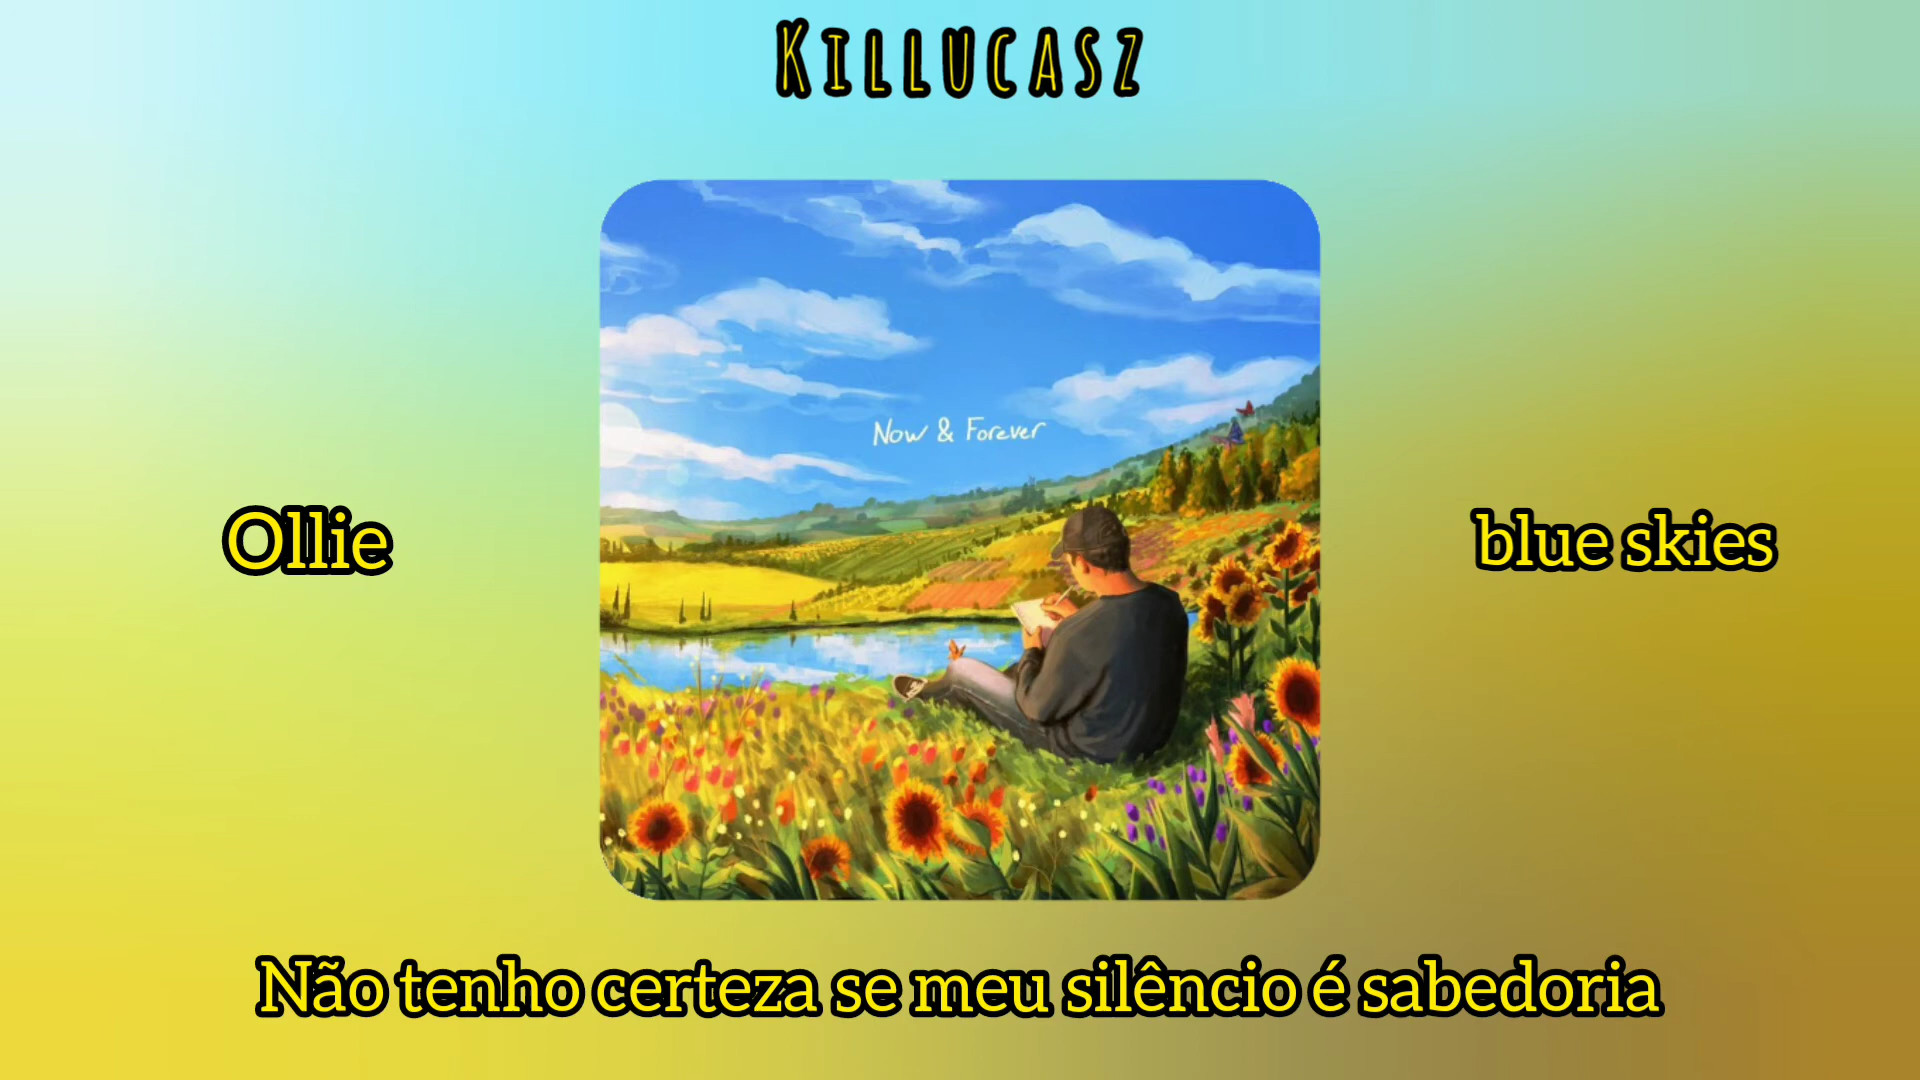 Killucasz
Now & Forever
Ollie
blue skies
Não tenho certeza se meu silêncio é sabedoria